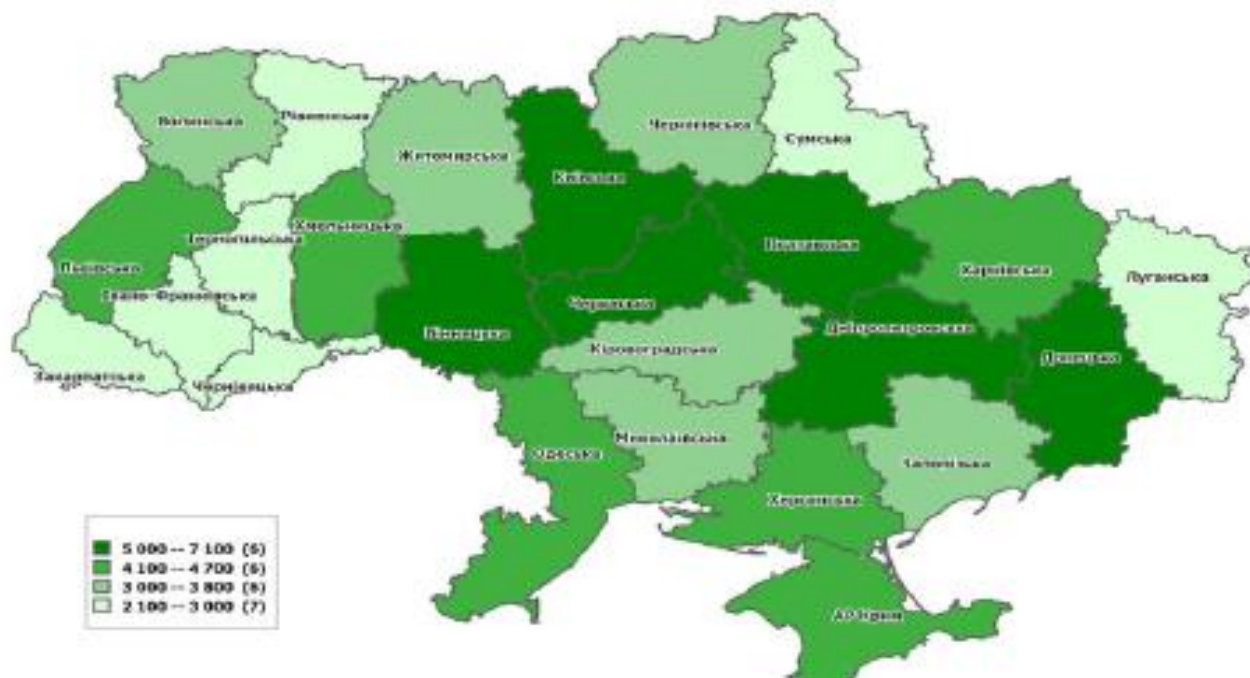 Волинська
Рівненська
Житомирська
Київська
Чернігівська
Сумська
Львівська
Тернопільська
Хмельницька
Івано-Франківська
Закарпатська
Чернівецька
Вінницька
Черкаська
Полтавська
Харківська
Луганська
Кіровоградська
Дніпропетровська
Донецька
Одеська
Миколаївська
Херсонська
Запорізька
АР Крим
5 000 -- 7 100 (6)
4 100 -- 4 700 (6)
3 000 -- 3 800 (6)
2 100 -- 3 000 (7)